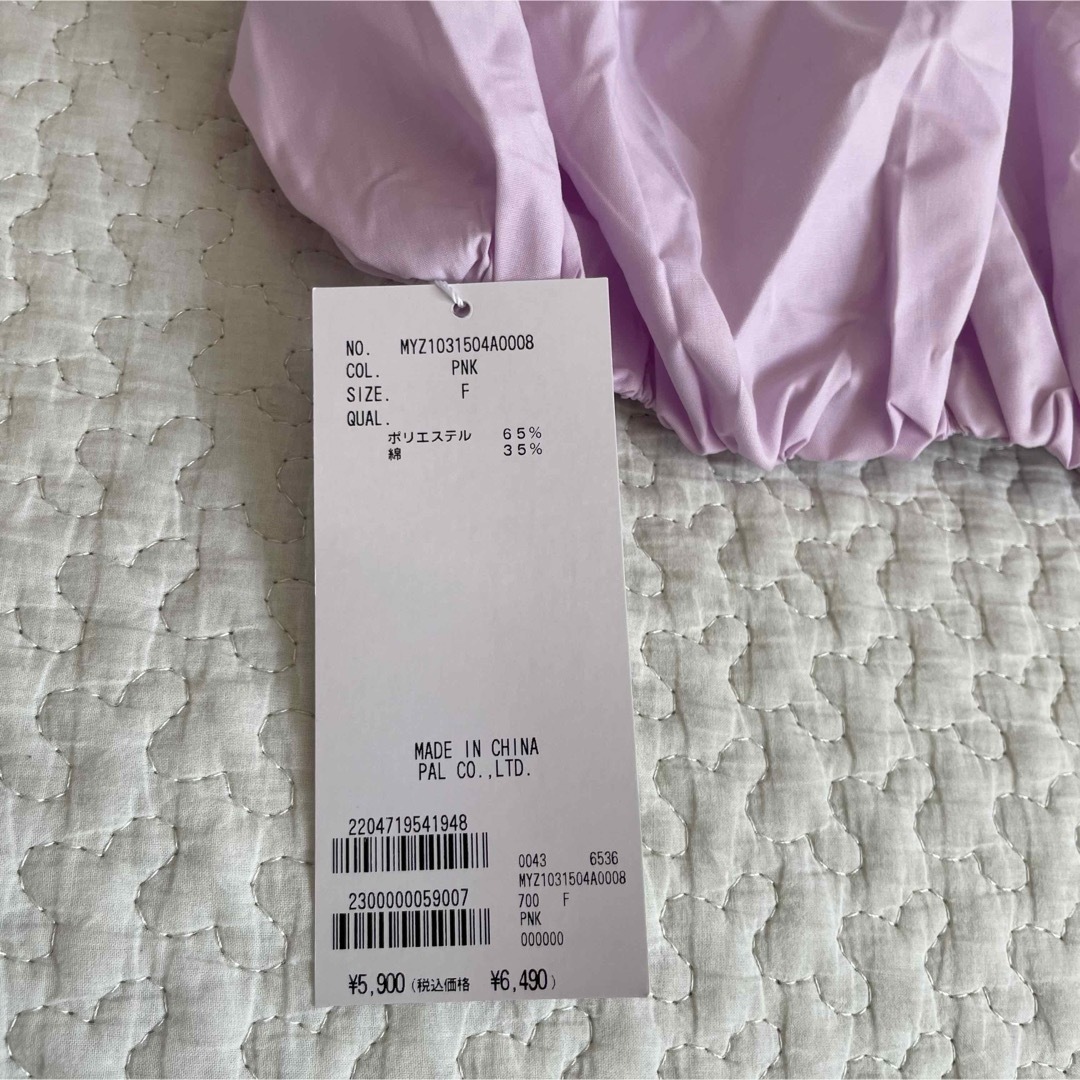 NO. MYZ1031504A0008
COL. PNK
SIZE. F
QUAL.
ポリエステル 65%
綿 35%
MADE IN CHINA
PAL CO.,LTD.
2204719541948
2300000059007
0043 6536
MYZ1031504A0008
700 F
PNK
000000
¥5,900(税込価格 ¥6,490)